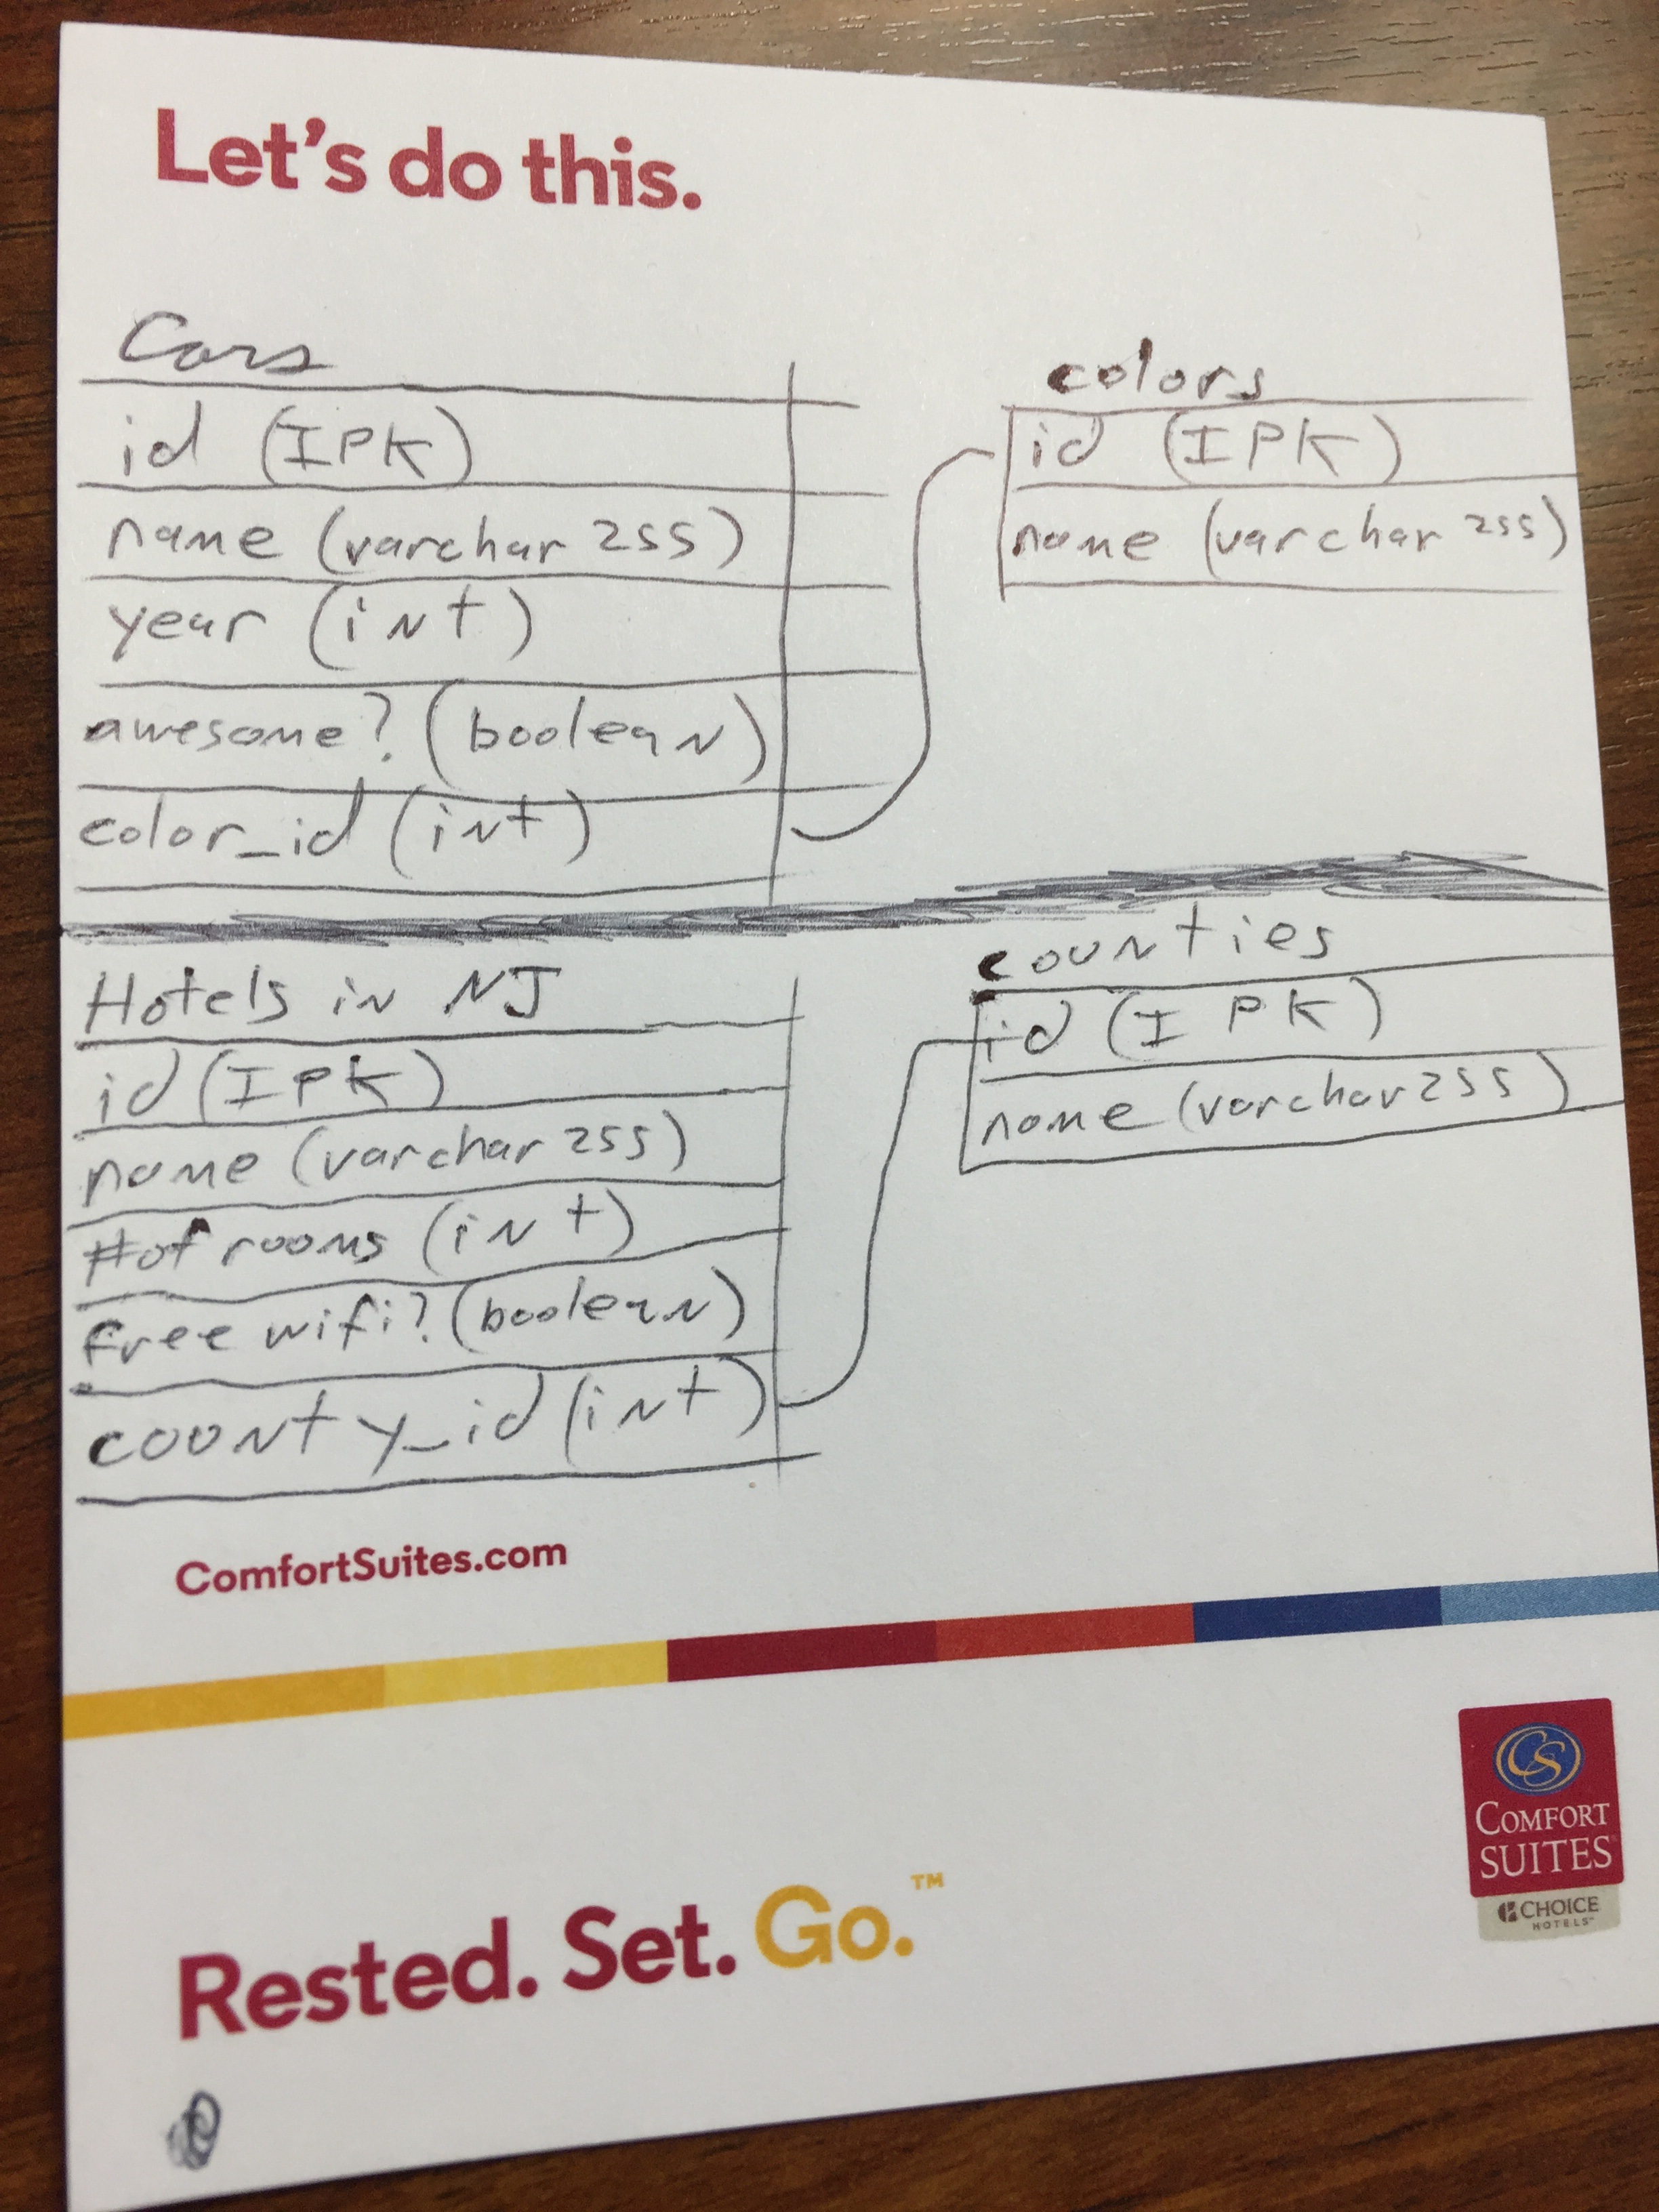 Let's do this.
Cars
id (IPK)
name (varchar 255)
year (int)
awesome? (boolean)
color_id (int)
colors
id (IPK)
name (varchar 255)
Hotels in NJ
id (IPK)
name (varchar 255)
# of rooms (int)
free wifi? (boolean)
county_id (int)
counties
id (IPK)
name (varchar 255)
ComfortSuites.com
Rested. Set. Go.™
CS
COMFORT
SUITES
CHOICE
HOTELS